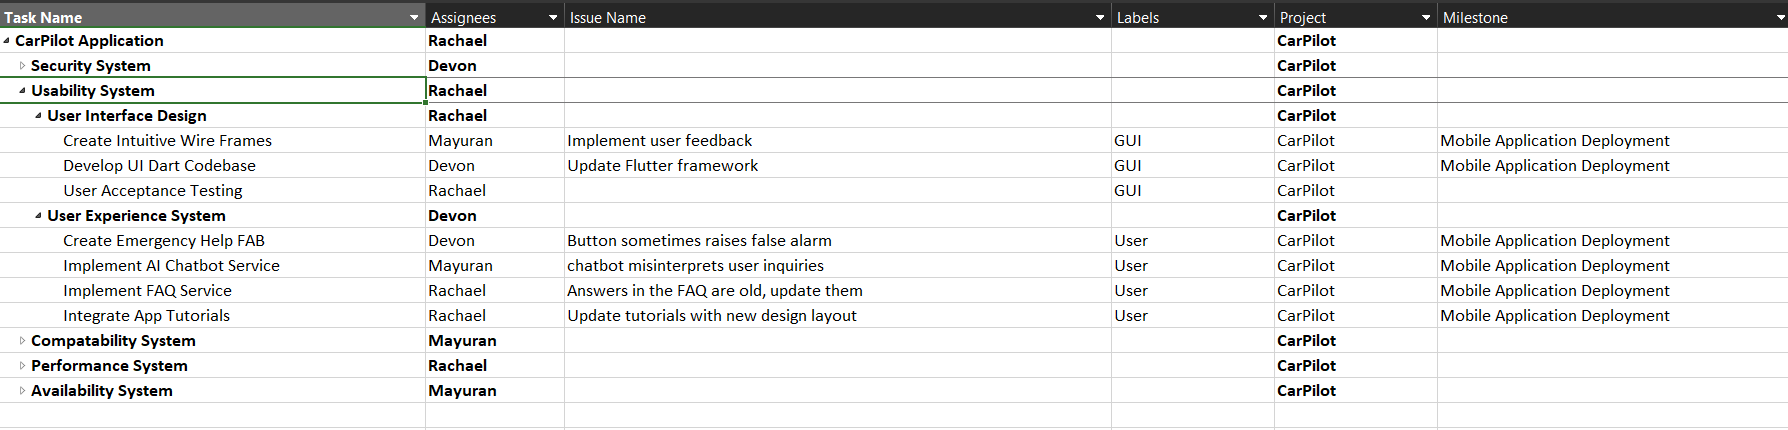 Task Name Assignees Issue Name Labels Project Milestone
CarPilot Application Rachael CarPilot
Security System Devon CarPilot
Usability System Rachael CarPilot
User Interface Design Rachael CarPilot
Create Intuitive Wire Frames Mayuran Implement user feedback GUI CarPilot Mobile Application Deployment
Develop UI Dart Codebase Devon Update Flutter framework GUI CarPilot Mobile Application Deployment
User Acceptance Testing Rachael GUI CarPilot
User Experience System Devon CarPilot
Create Emergency Help FAB Devon Button sometimes raises false alarm User CarPilot Mobile Application Deployment
Implement AI Chatbot Service Mayuran chatbot misinterprets user inquiries User CarPilot Mobile Application Deployment
Implement FAQ Service Rachael Answers in the FAQ are old, update them User CarPilot Mobile Application Deployment
Integrate App Tutorials Rachael Update tutorials with new design layout User CarPilot Mobile Application Deployment
Compatability System Mayuran CarPilot
Performance System Rachael CarPilot
Availability System Mayuran CarPilot